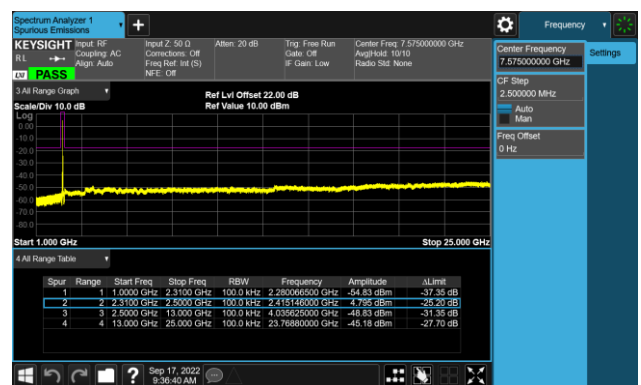 Spectrum Analyzer 1
Spurious Emissions
Frequency
KEYSIGHT
Input: RF
Coupling: AC
Align: Auto
Input Z: 50 Ω
Corrections: Off
Freq Ref: Int (S)
NFE: Off
Atten: 20 dB
Trig: Free Run
Gate: Off
IF Gain: Low
Center Freq: 7.575000000 GHz
Avg|Hold: 10/10
Radio Std: None
R L
LXI
PASS
Center Frequency
7.575000000 GHz
Settings
CF Step
2.500000 MHz
Auto
Man
Freq Offset
0 Hz
3 All Range Graph
Scale/Div 10.0 dB
Ref Lvl Offset 22.00 dB
Ref Value 10.00 dBm
Log
0.00
-10.0
-20.0
-30.0
-40.0
-50.0
-60.0
-70.0
-80.0
Start 1.000 GHz
Stop 25.000 GHz
4 All Range Table
Spur Range Start Freq Stop Freq RBW Frequency Amplitude ΔLimit
1 1 1.0000 GHz 2.3100 GHz 100.0 kHz 2.280066500 GHz -54.83 dBm -37.35 dB
2 2 2.3100 GHz 2.5000 GHz 100.0 kHz 2.415146000 GHz 4.795 dBm -25.20 dB
3 3 2.5000 GHz 13.000 GHz 100.0 kHz 4.035625000 GHz -48.83 dBm -31.35 dB
4 4 13.000 GHz 25.000 GHz 100.0 kHz 23.76880000 GHz -45.18 dBm -27.70 dB
Sep 17, 2022
9:36:40 AM